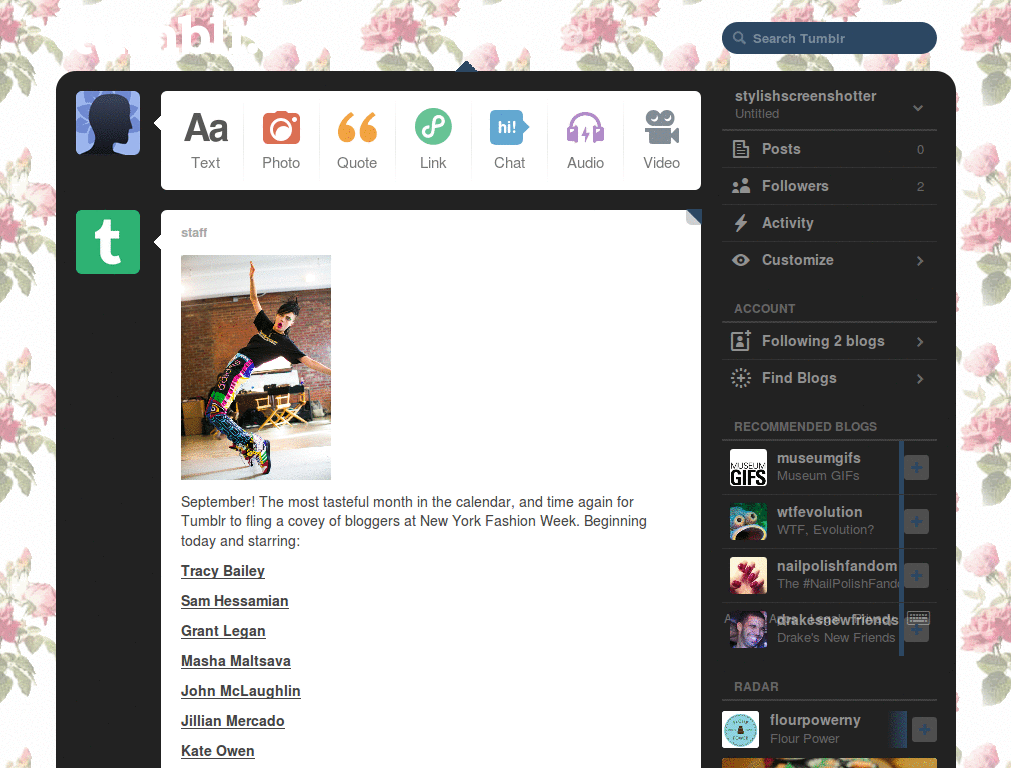 Search Tumblr
Aa
hi!
Text
Photo
Quote
Link
Chat
Audio
Video
stylishscreenshotter
Untitled
Posts 0
Followers 2
Activity
Customize
ACCOUNT
Following 2 blogs
Find Blogs
RECOMMENDED BLOGS
MUSEUM
GIFS
museumgifs
Museum GIFs
wtfevolution
WTF, Evolution?
nailpolishfandom
The #NailPolishFand
drakesnewfriends
Drake's New Friends
RADAR
flourpowerny
Flour Power
t
staff
September! The most tasteful month in the calendar, and time again for
Tumblr to fling a covey of bloggers at New York Fashion Week. Beginning
today and starring:
Tracy Bailey
Sam Hessamian
Grant Legan
Masha Maltsava
John McLaughlin
Jillian Mercado
Kate Owen